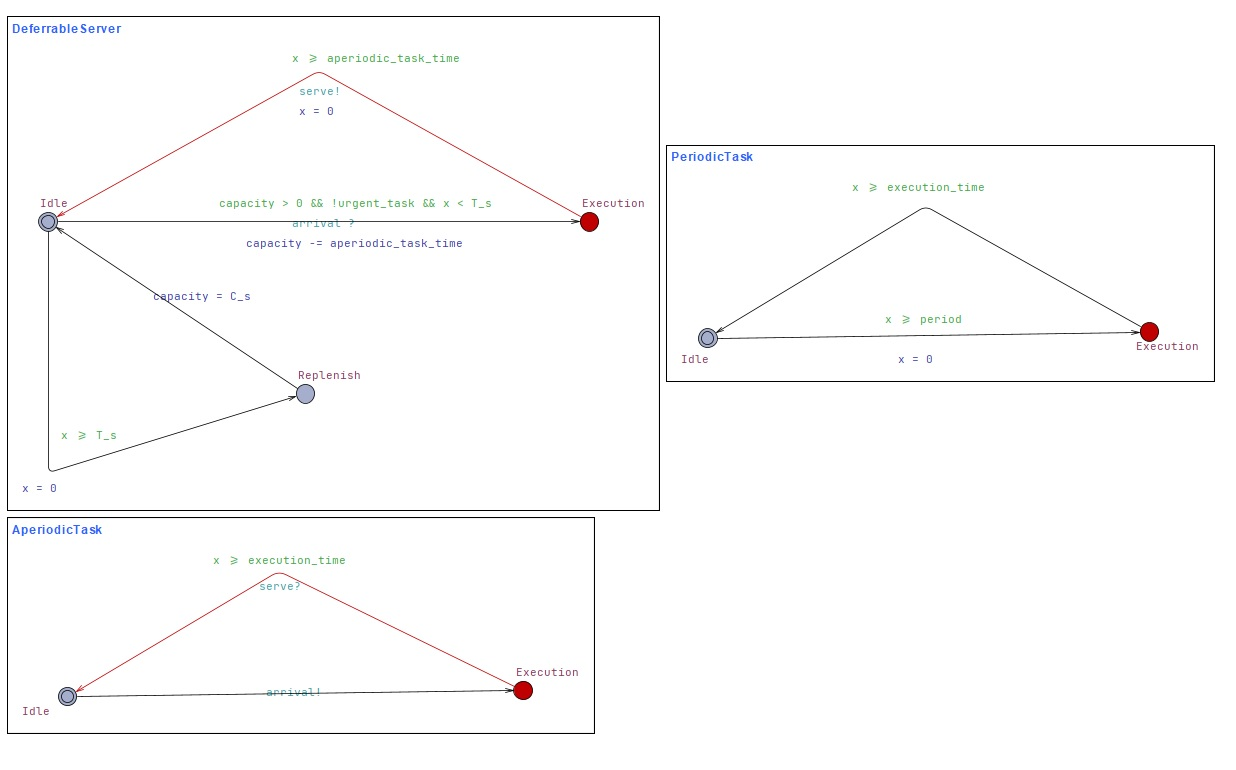 DeferrableServer
x ⩾ aperiodic_task_time
serve!
x = 0
Idle
capacity > 0 && !urgent_task && x < T_s
Execution
arrival ?
capacity -= aperiodic_task_time
capacity = C_s
Replenish
x ⩾ T_s
x = 0
PeriodicTask
x ⩾ execution_time
x ⩾ period
Idle
x = 0
Execution
AperiodicTask
x ⩾ execution_time
serve?
Execution
arrival!
Idle